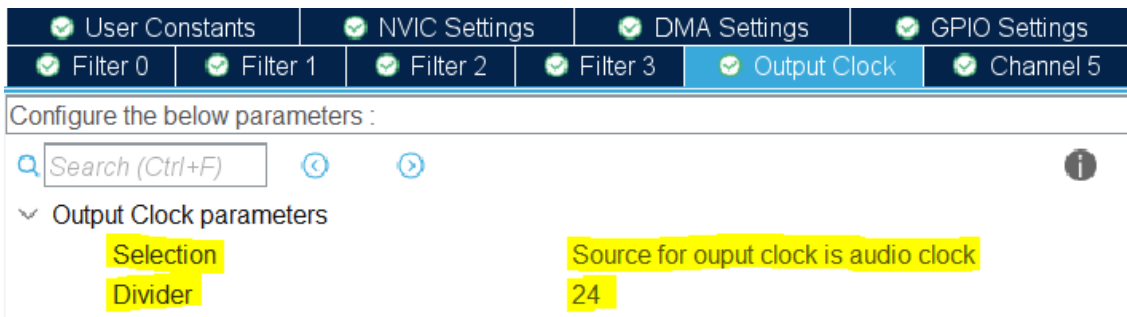 User Constants NVIC Settings DMA Settings GPIO Settings
Filter 0 Filter 1 Filter 2 Filter 3 Output Clock Channel 5
Configure the below parameters :
Search (Ctrl+F)
Output Clock parameters
Selection Source for ouput clock is audio clock
Divider 24